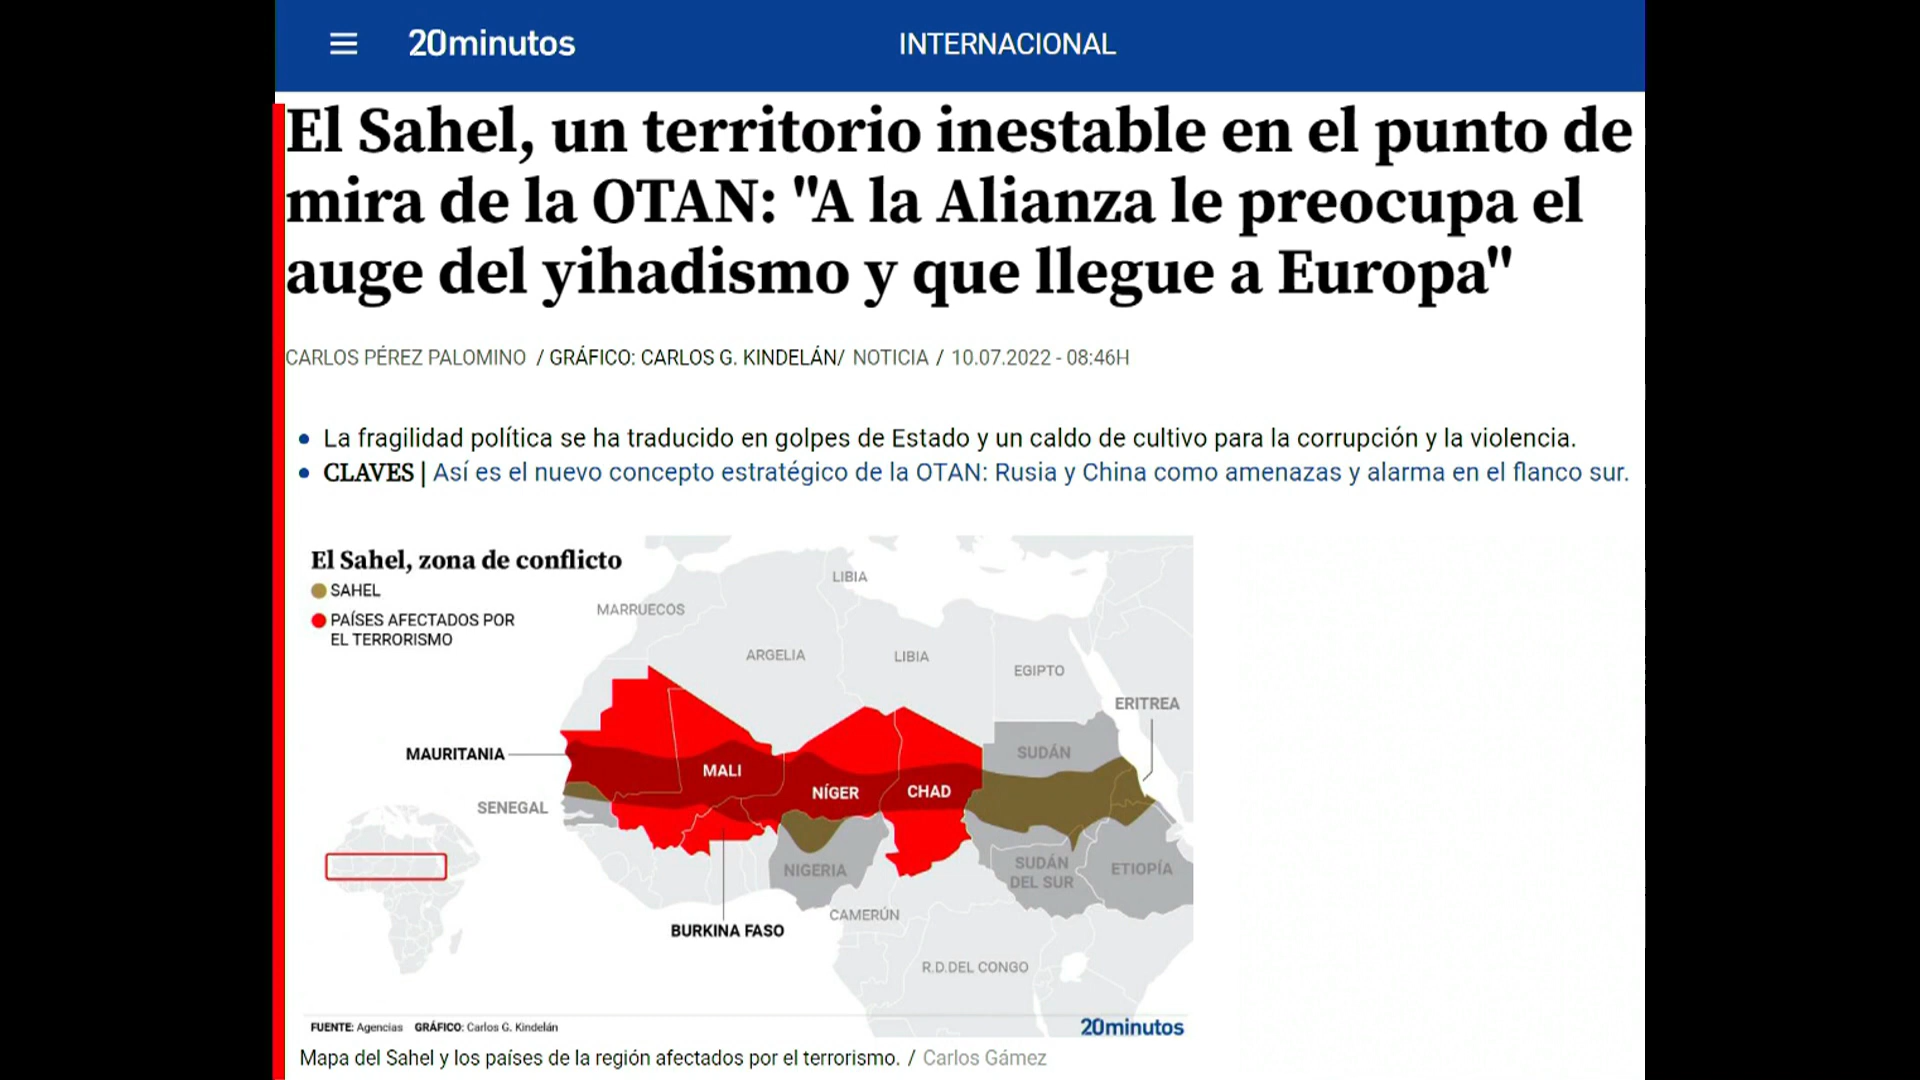 20minutos
INTERNACIONAL
El Sahel, un territorio inestable en el punto de
mira de la OTAN: "A la Alianza le preocupa el
auge del yihadismo y que llegue a Europa"
CARLOS PÉREZ PALOMINO / GRÁFICO: CARLOS G. KINDELÁN/ NOTICIA / 10.07.2022 - 08:46H
La fragilidad política se ha traducido en golpes de Estado y un caldo de cultivo para la corrupción y la violencia.
CLAVES | Así es el nuevo concepto estratégico de la OTAN: Rusia y China como amenazas y alarma en el flanco sur.
El Sahel, zona de conflicto
SAHEL
PAÍSES AFECTADOS POR
EL TERRORISMO
LIBIA
MARRUECOS
ARGELIA
LIBIA
EGIPTO
ERITREA
MAURITANIA
SUDÁN
MALI
NÍGER
CHAD
SENEGAL
NIGERIA
SUDÁN
DEL SUR
ETIOPÍA
CAMERÚN
BURKINA FASO
R.D.DEL CONGO
FUENTE: Agencias GRÁFICO: Carlos G. Kindelán
20minutos
Mapa del Sahel y los países de la región afectados por el terrorismo. / Carlos Gámez